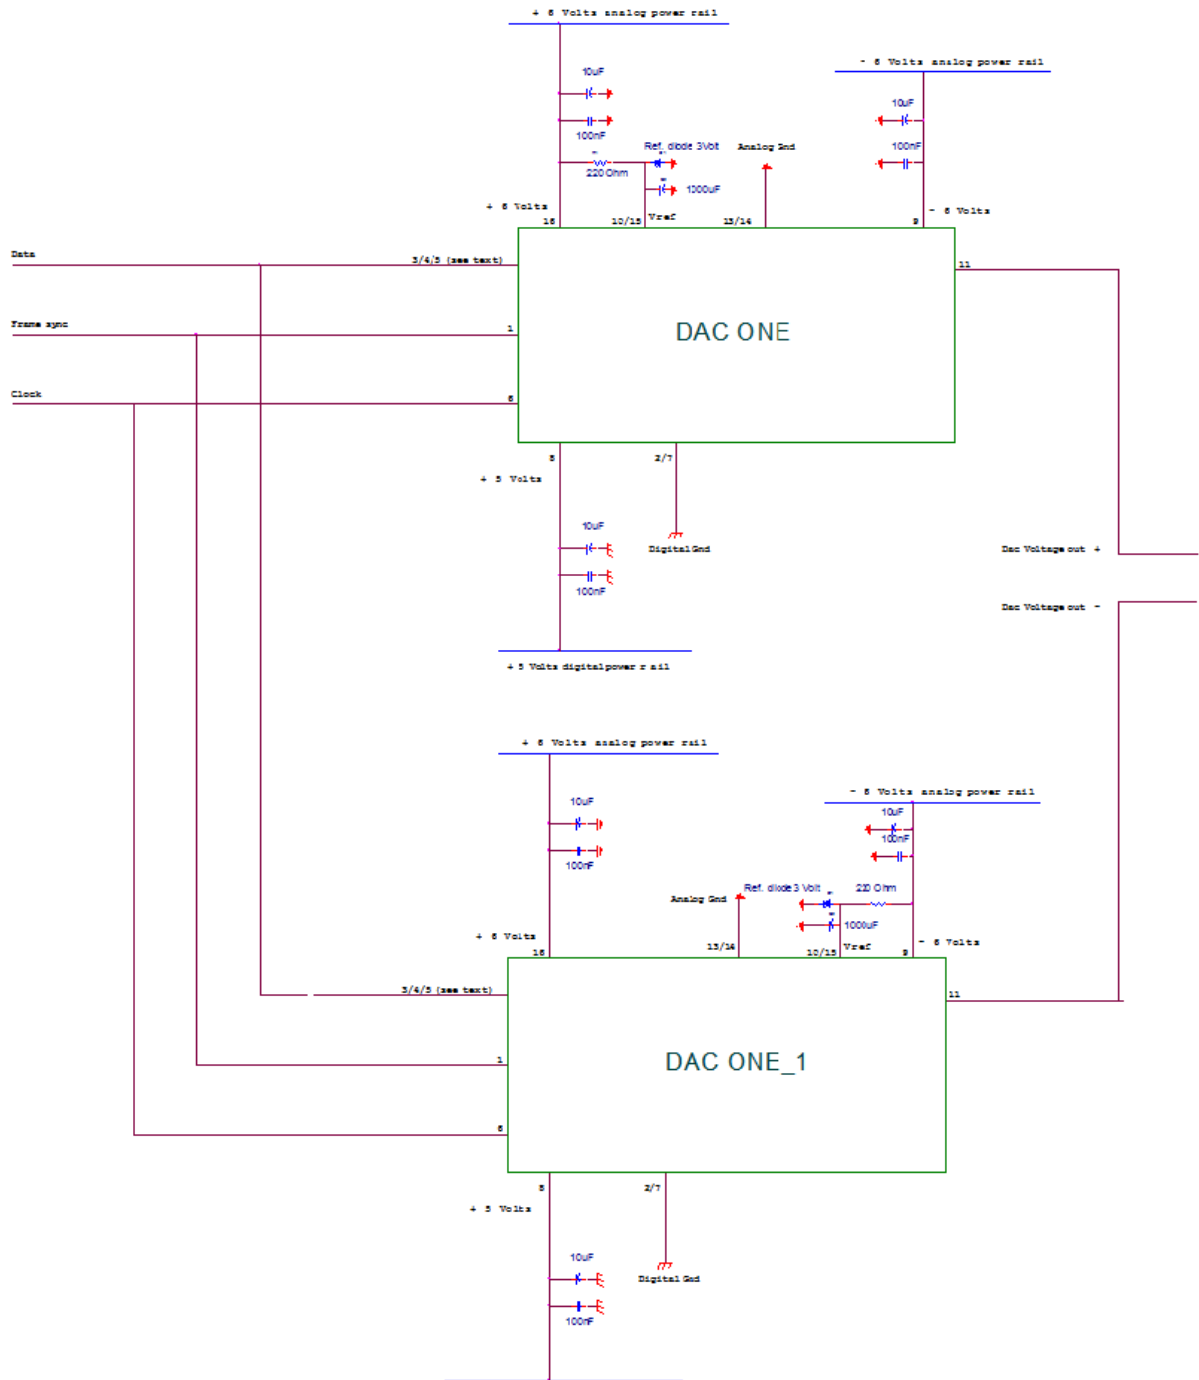 + 6 Volts analog power rail
- 6 Volts analog power rail
10uF
10uF
100nF
Ref. diode 3Volt
Analog Gnd
100nF
220 Ohm
1000uF
+ 6 Volts
16
10/15
Vref
13/14
9
- 6 Volts
Data
3/4/5 (see text)
11
Frame sync
1
DAC ONE
Clock
6
8
2/7
+ 5 Volts
10uF
Digital Gnd
Dac Voltage out +
100nF
Dac Voltage out -
+ 5 Volts digital power r ail
+ 6 Volts analog power rail
- 6 Volts analog power rail
10uF
10uF
100nF
100nF
Ref. diode 3 Volt
220 Ohm
Analog Gnd
1000uF
+ 6 Volts
16
13/14
10/15
Vref
9
- 6 Volts
3/4/5 (see text)
11
1
DAC ONE_1
6
8
2/7
+ 5 Volts
10uF
Digital Gnd
100nF